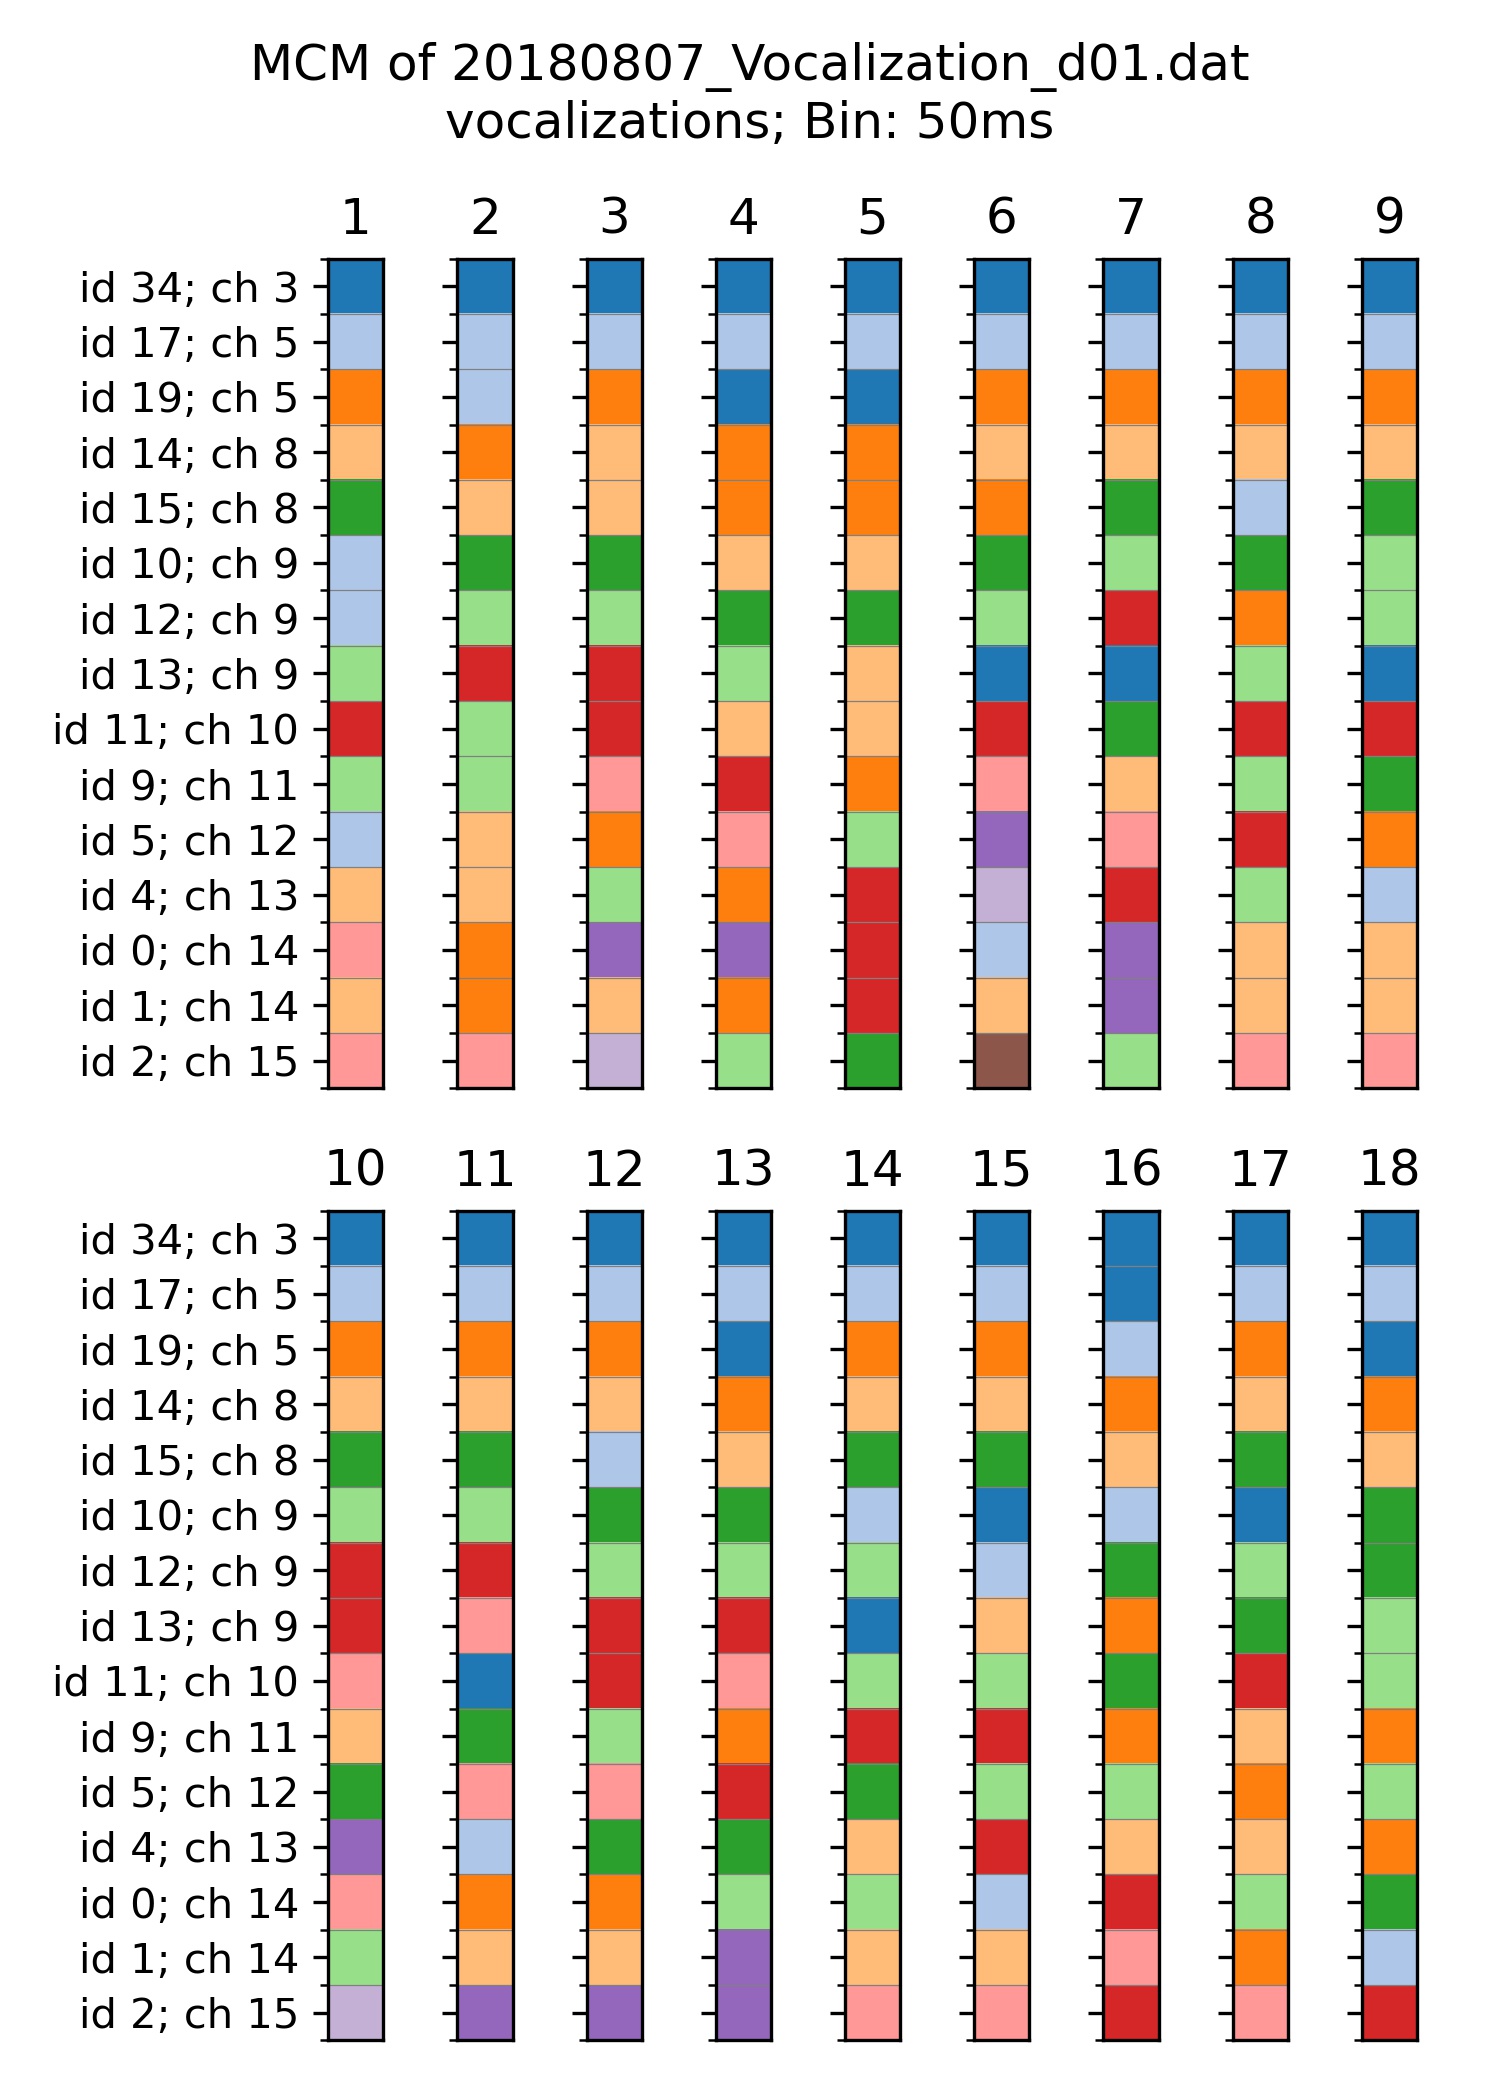 MCM of 20180807_Vocalization_d01.dat
vocalizations; Bin: 50ms
1 2 3 4 5 6 7 8 9
id 34; ch 3
id 17; ch 5
id 19; ch 5
id 14; ch 8
id 15; ch 8
id 10; ch 9
id 12; ch 9
id 13; ch 9
id 11; ch 10
id 9; ch 11
id 5; ch 12
id 4; ch 13
id 0; ch 14
id 1; ch 14
id 2; ch 15
10 11 12 13 14 15 16 17 18
id 34; ch 3
id 17; ch 5
id 19; ch 5
id 14; ch 8
id 15; ch 8
id 10; ch 9
id 12; ch 9
id 13; ch 9
id 11; ch 10
id 9; ch 11
id 5; ch 12
id 4; ch 13
id 0; ch 14
id 1; ch 14
id 2; ch 15